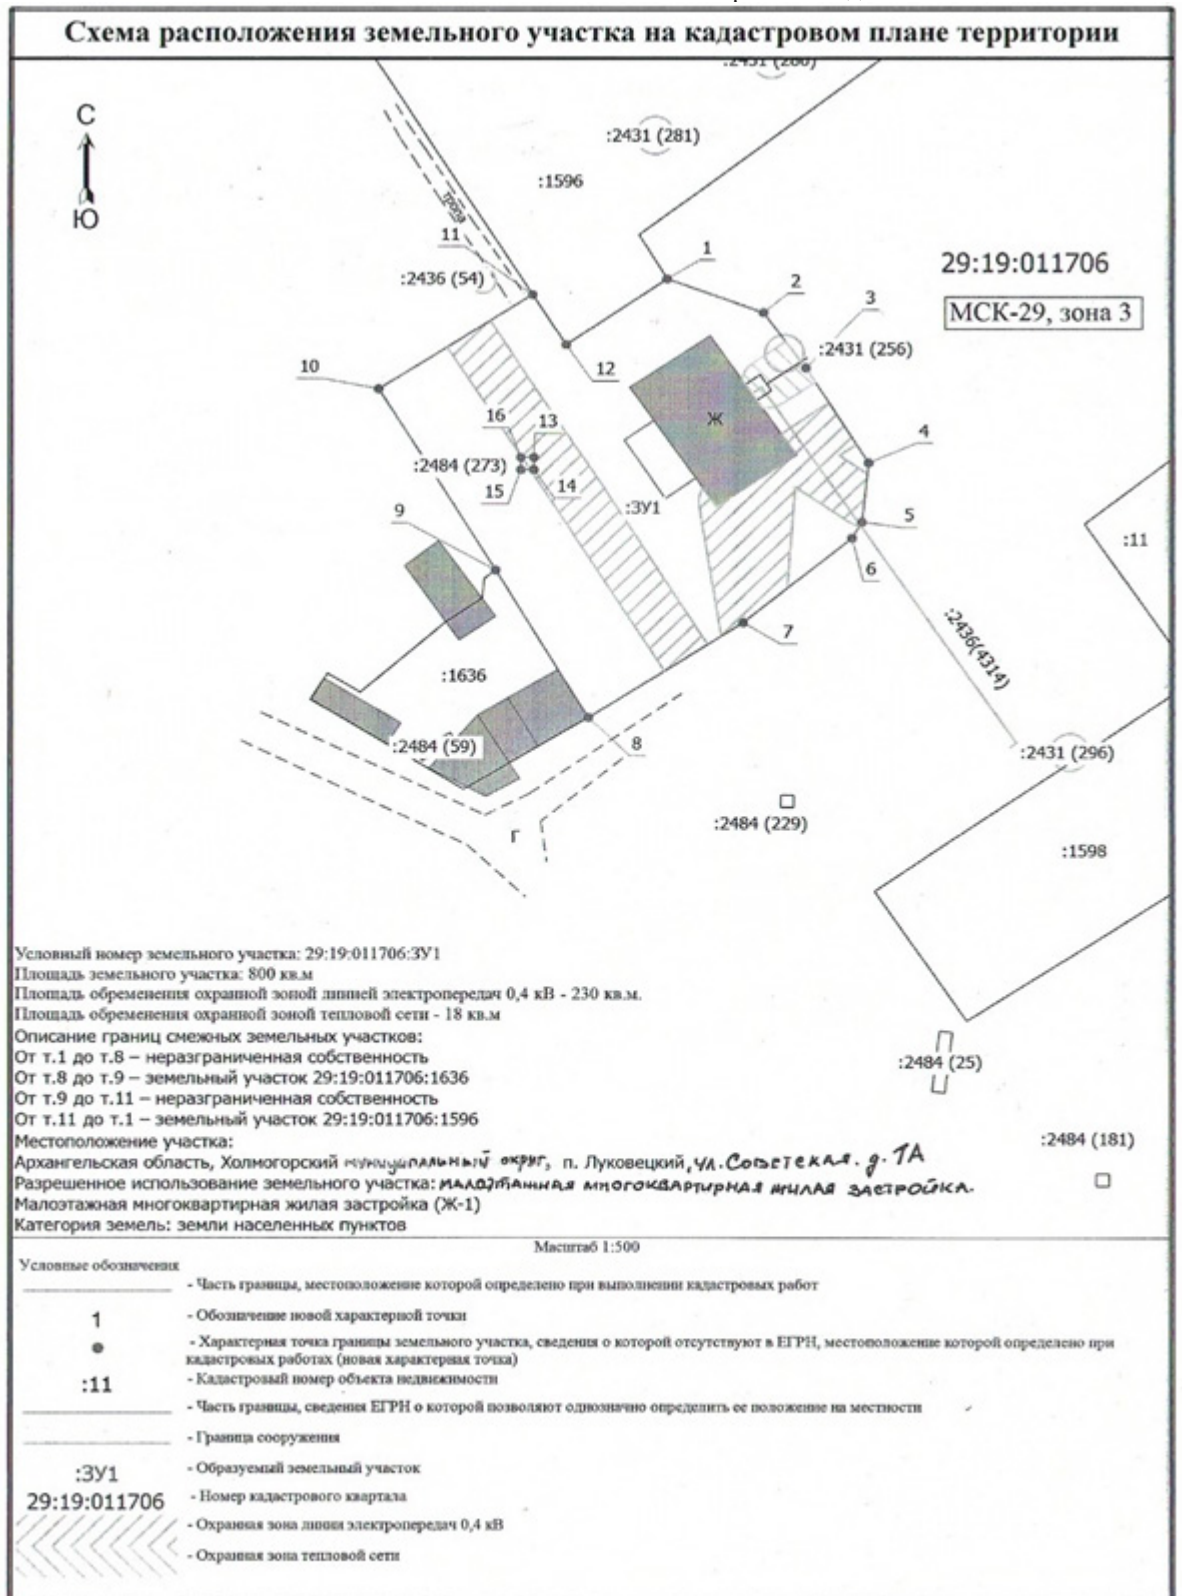 Схема расположения земельного участка на кадастровом плане территории
:2431 (280)
С
Ю
:2431 (281)
:1596
тропа
11
1
:2436 (54)
2
3
29:19:011706
МСК-29, зона 3
:2431 (256)
12
10
Ж
16
13
4
:2484 (273)
15
14
:ЗУ1
9
5
:11
6
7
:2436(4314)
:1636
:2484 (59)
8
:2431 (296)
:2484 (229)
Г
:1598
Условный номер земельного участка: 29:19:011706:ЗУ1
Площадь земельного участка: 800 кв.м
Площадь обременения охранной зоной линией электропередач 0,4 кВ - 230 кв.м.
Площадь обременения охранной зоной тепловой сети - 18 кв.м
Описание границ смежных земельных участков:
От т.1 до т.8 – неразграниченная собственность
:2484 (25)
От т.8 до т.9 – земельный участок 29:19:011706:1636
От т.9 до т.11 – неразграниченная собственность
От т.11 до т.1 – земельный участок 29:19:011706:1596
Местоположение участка:
:2484 (181)
Архангельская область, Холмогорский муниципальный округ, п. Луковецкий, ул. Советская. д. 1А
Разрешенное использование земельного участка: малоэтажная многоквартирная жилая застройка.
Малоэтажная многоквартирная жилая застройка (Ж-1)
Категория земель: земли населенных пунктов
Масштаб 1:500
Условные обозначения
- Часть границы, местоположение которой определено при выполнении кадастровых работ
1 - Обозначение новой характерной точки
- Характерная точка границы земельного участка, сведения о которой отсутствуют в ЕГРН, местоположение которой определено при
кадастровых работах (новая характерная точка)
:11 - Кадастровый номер объекта недвижимости
- Часть границы, сведения ЕГРН о которой позволяют однозначно определить ее положение на местности
- Граница сооружения
:ЗУ1 - Образуемый земельный участок
29:19:011706 - Номер кадастрового квартала
- Охранная зона линии электропередач 0,4 кВ
- Охранная зона тепловой сети